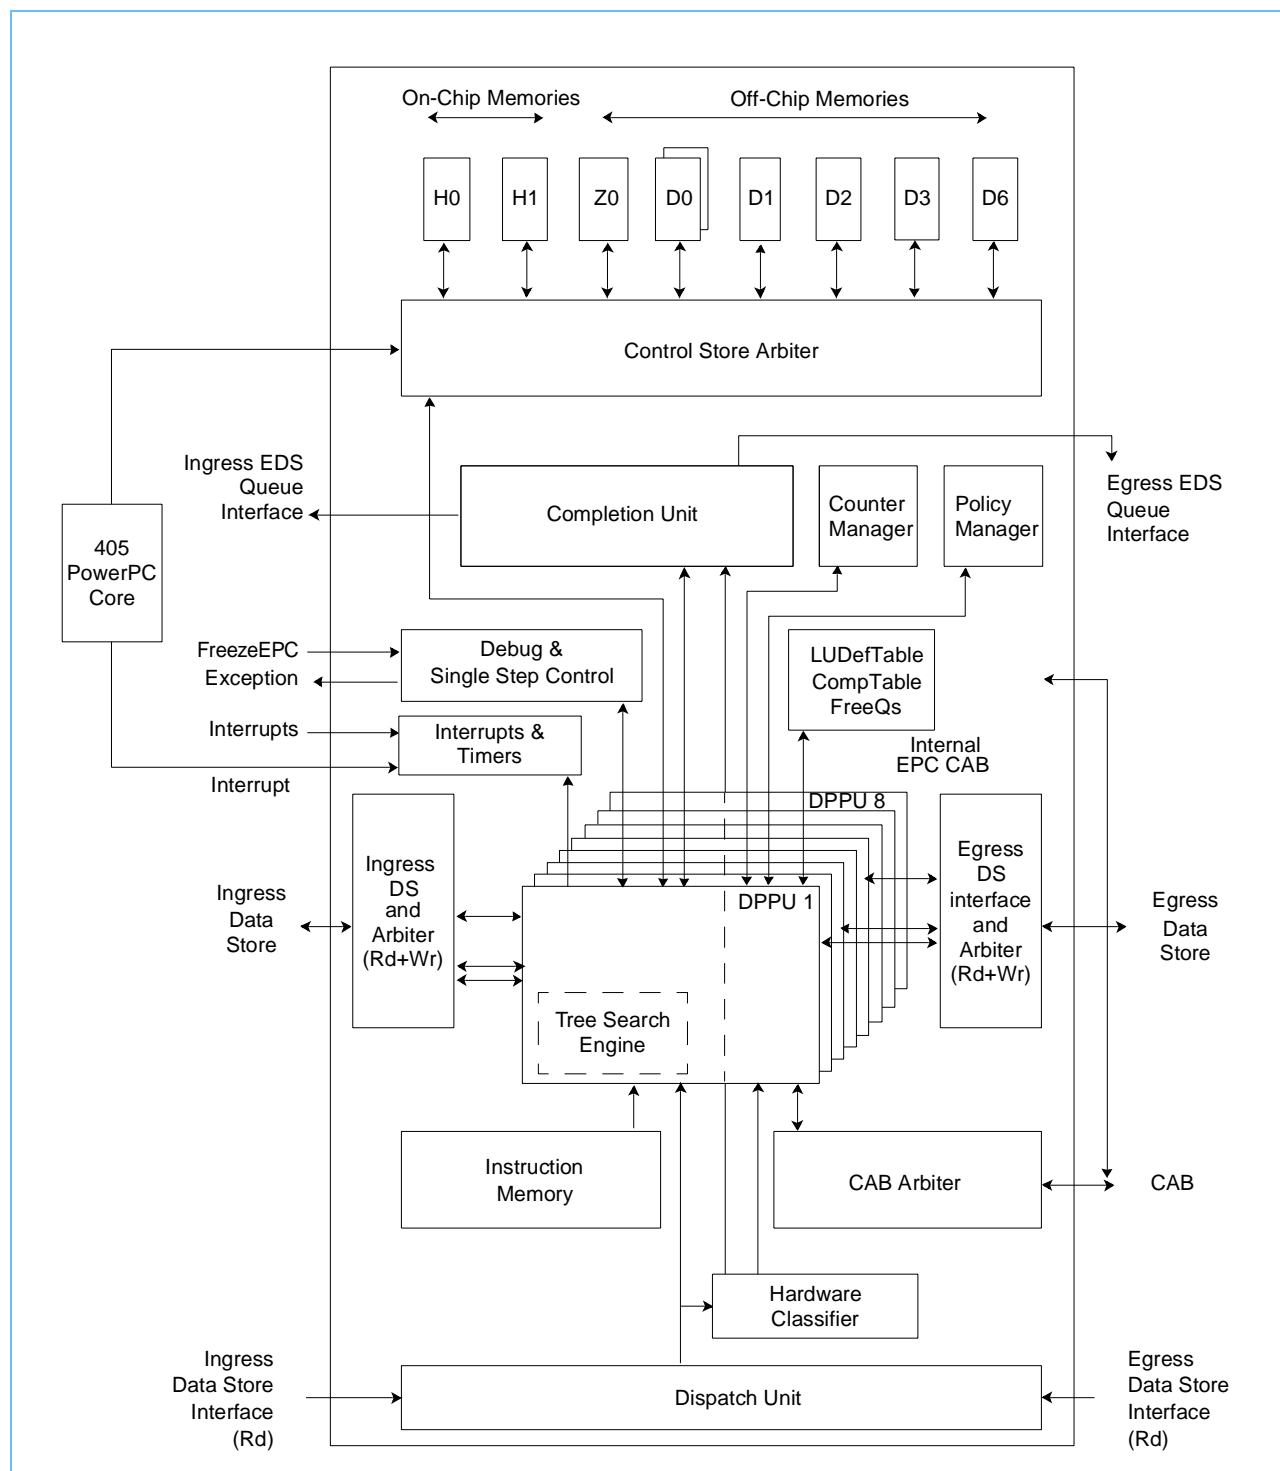 On-Chip Memories
Off-Chip Memories
H0
H1
Z0
D0
D1
D2
D3
D6
Control Store Arbiter
Ingress EDS
Queue
Interface
Completion Unit
Counter
Manager
Policy
Manager
Egress EDS
Queue
Interface
405
PowerPC
Core
FreezeEPC
Exception
Debug &
Single Step Control
LUDefTable
CompTable
FreeQs
Interrupts
Interrupt
Interrupts &
Timers
Internal
EPC CAB
DPPU 8
DPPU 1
Ingress
Data
Store
Ingress
DS
and
Arbiter
(Rd+Wr)
Egress
DS
interface
and
Arbiter
(Rd+Wr)
Egress
Data
Store
Tree Search
Engine
Instruction
Memory
CAB Arbiter
CAB
Hardware
Classifier
Ingress
Data Store
Interface
(Rd)
Dispatch Unit
Egress
Data Store
Interface
(Rd)